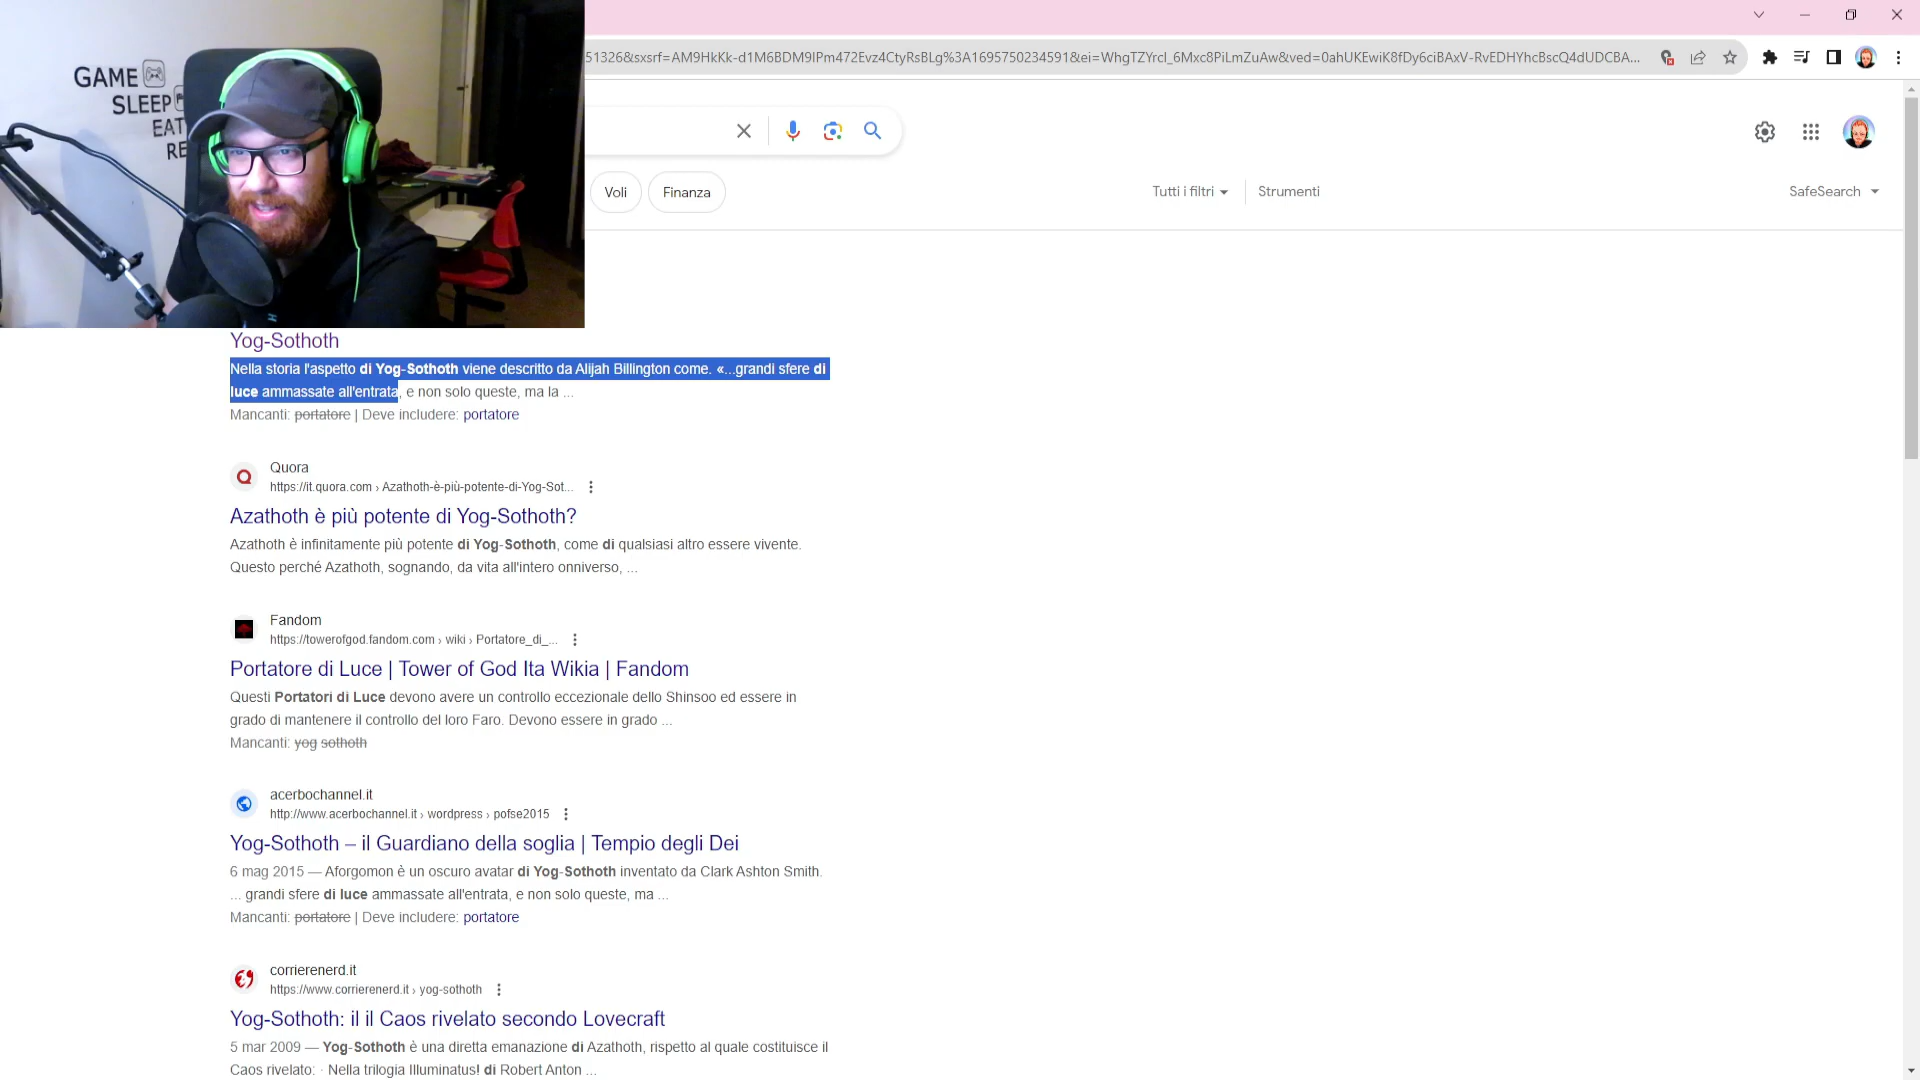 GAME
SLEEP
EAT
RE
51326&sxsrf=AM9HkKk-d1M6BDM9IPm472Evz4CtyRsBLg%3A1695750234591&ei=WhgTZYrcI_6Mxc8PiLmZuAw&ved=0ahUKEwiK8fDy6ciBAxV-RvEDHYhcBscQ4dUDCBA...
Voli
Finanza
Tutti i filtri
Strumenti
SafeSearch
Yog-Sothoth
Nella storia l'aspetto di Yog-Sothoth viene descritto da Alijah Billington come. «...grandi sfere di
luce ammassate all'entrata, e non solo queste, ma la ...
Mancanti: portatore | Deve includere: portatore
Quora
https://it.quora.com › Azathoth-è-più-potente-di-Yog-Sot...
Azathoth è più potente di Yog-Sothoth?
Azathoth è infinitamente più potente di Yog-Sothoth, come di qualsiasi altro essere vivente.
Questo perché Azathoth, sognando, da vita all'intero onniverso, ...
Fandom
https://towerofgod.fandom.com › wiki › Portatore_di_...
Portatore di Luce | Tower of God Ita Wikia | Fandom
Questi Portatori di Luce devono avere un controllo eccezionale dello Shinsoo ed essere in
grado di mantenere il controllo del loro Faro. Devono essere in grado ...
Mancanti: yog sothoth
acerbochannel.it
http://www.acerbochannel.it › wordpress › pofse2015
Yog-Sothoth – il Guardiano della soglia | Tempio degli Dei
6 mag 2015 — Aforgomon è un oscuro avatar di Yog-Sothoth inventato da Clark Ashton Smith.
... grandi sfere di luce ammassate all'entrata, e non solo queste, ma ...
Mancanti: portatore | Deve includere: portatore
corrierenerd.it
https://www.corrierenerd.it › yog-sothoth
Yog-Sothoth: il il Caos rivelato secondo Lovecraft
5 mar 2009 — Yog-Sothoth è una diretta emanazione di Azathoth, rispetto al quale costituisce il
Caos rivelato: · Nella trilogia Illuminatus! di Robert Anton ...